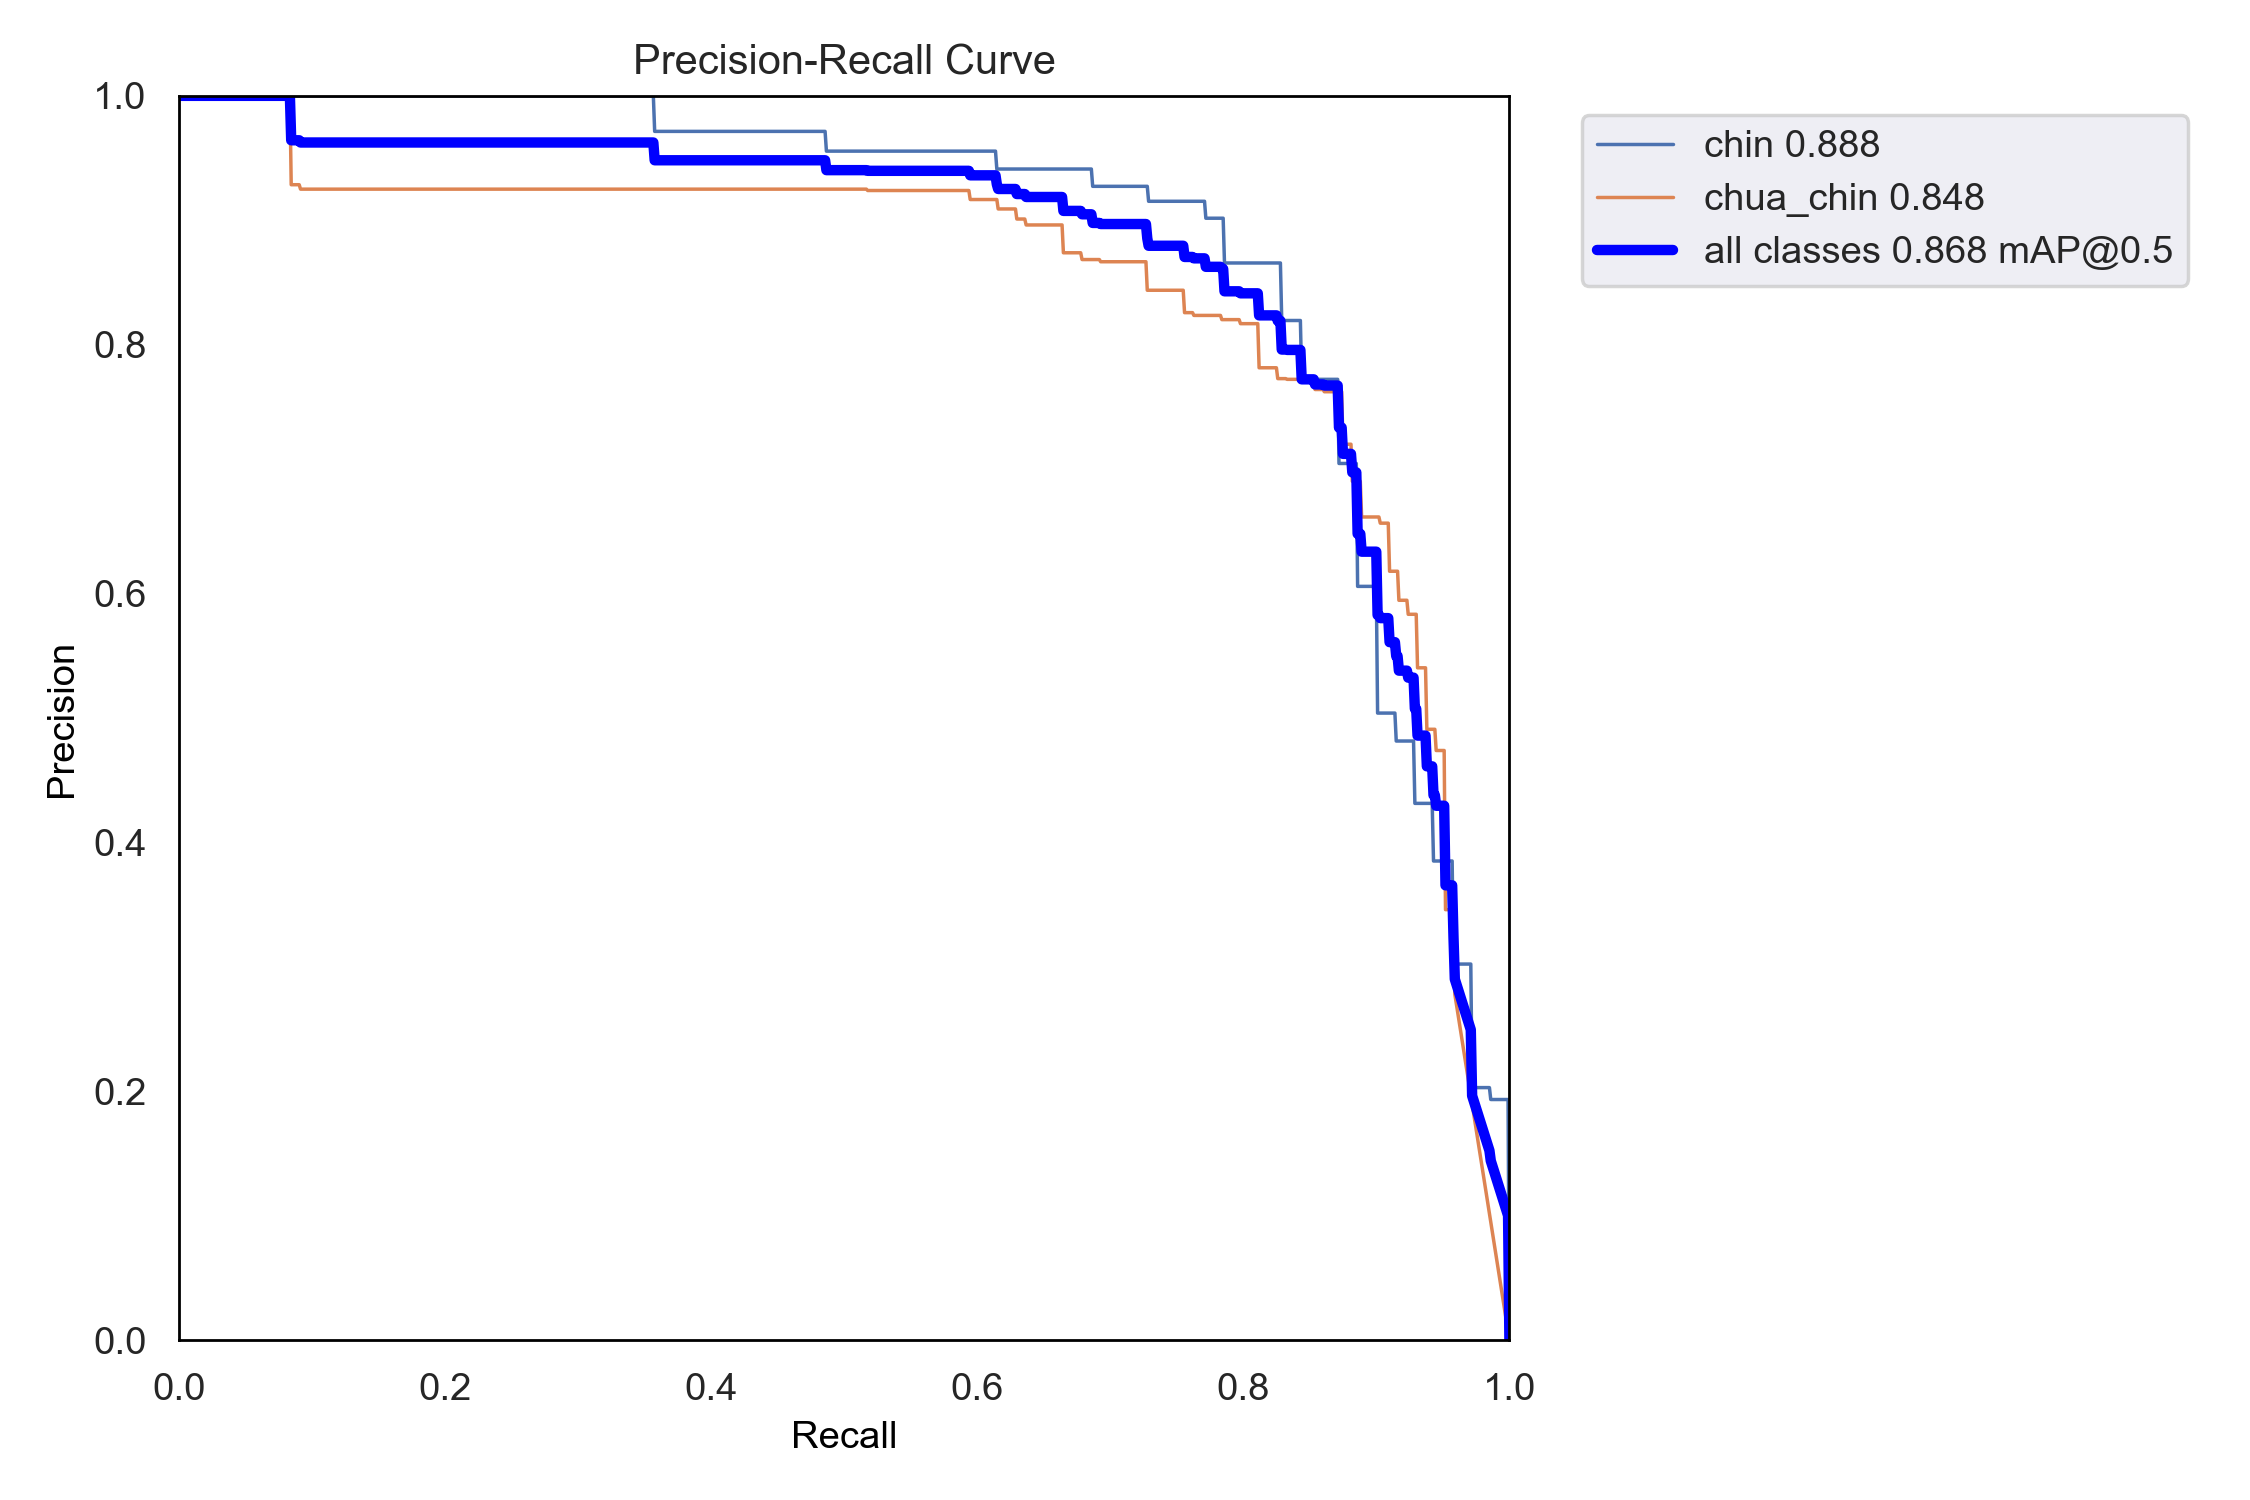 Precision-Recall Curve
1.0
0.8
0.6
0.4
0.2
0.0
Precision
0.0 0.2 0.4 0.6 0.8 1.0
Recall
chin 0.888
chua_chin 0.848
all classes 0.868 mAP@0.5